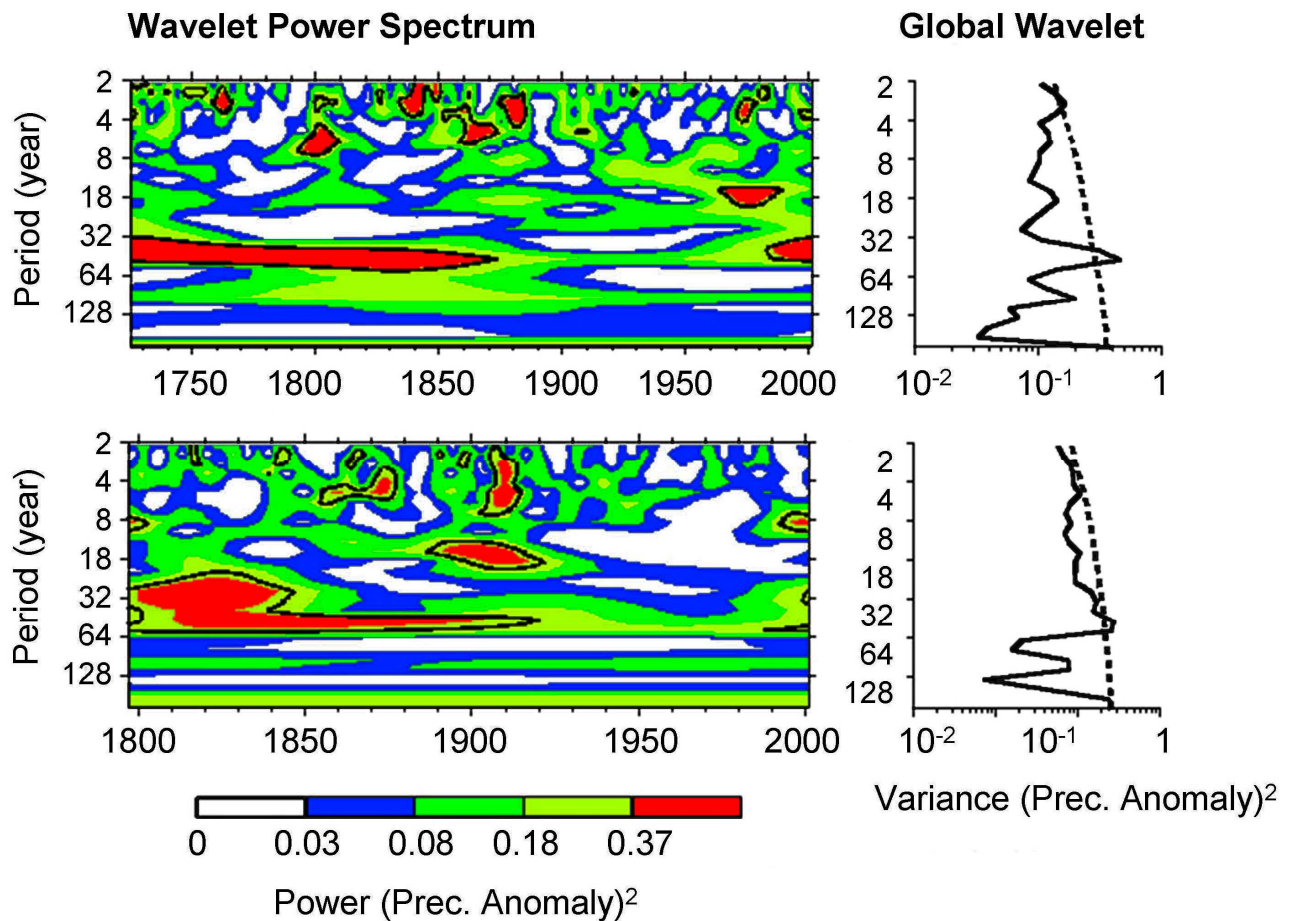 Wavelet Power Spectrum
Global Wavelet
Period (year)
2
4
8
18
32
64
128
1750 1800 1850 1900 1950 2000
2
4
8
18
32
64
128
10-2 10-1 1
Period (year)
2
4
8
18
32
64
128
1800 1850 1900 1950 2000
2
4
8
18
32
64
128
10-2 10-1 1
Variance (Prec. Anomaly)2
0 0.03 0.08 0.18 0.37
Power (Prec. Anomaly)2